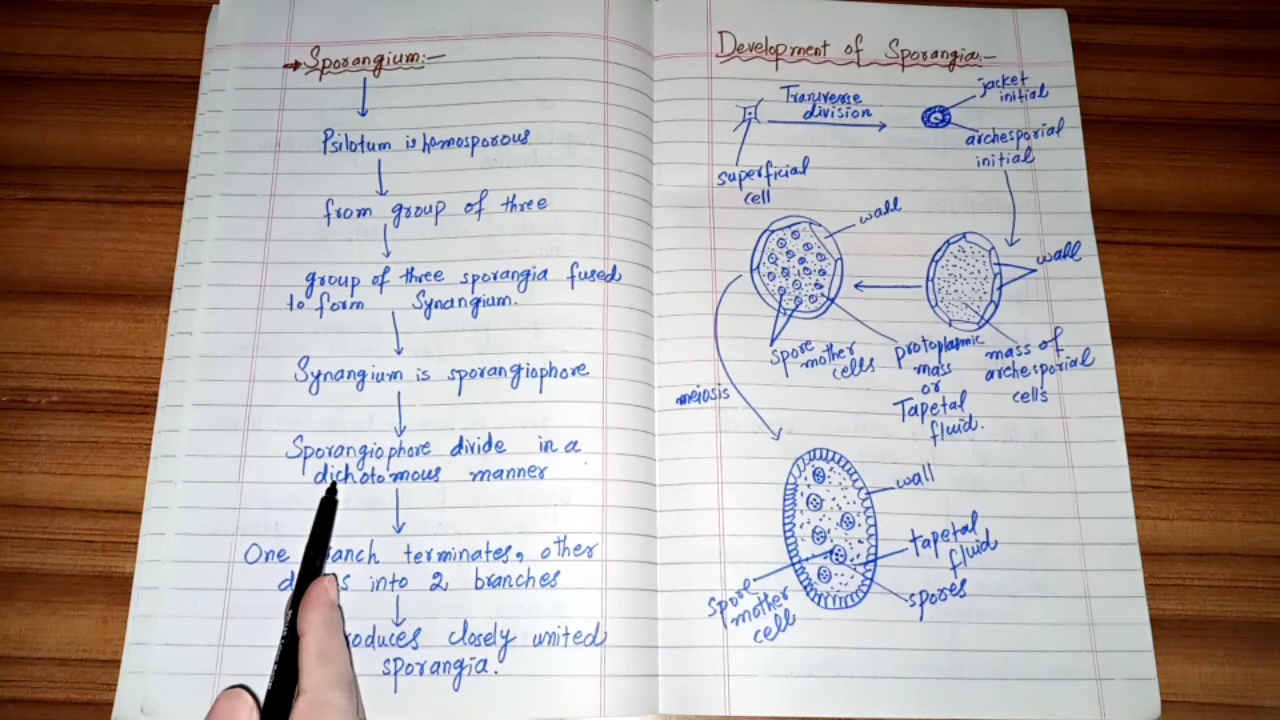 Sporangium:-
Psilotum is homosporous
from group of three
group of three sporangia fused
to form Synangium.
Synangium is sporangiophore
Sporangiophore divide in a
dichotomous manner
One terminates, other
into 2 branches
closely united
sporangia.
Development of Sporangia:-
Transverse
division
superficial
cell
jacket
initial
archesporial
initial
wall
wall
spore mother
cells
protoplasmic
mass
or
Tapetal
fluid.
mass of
archesporial
cells
meiosis
wall
tapetal
fluid
spores
spore
mother
cell